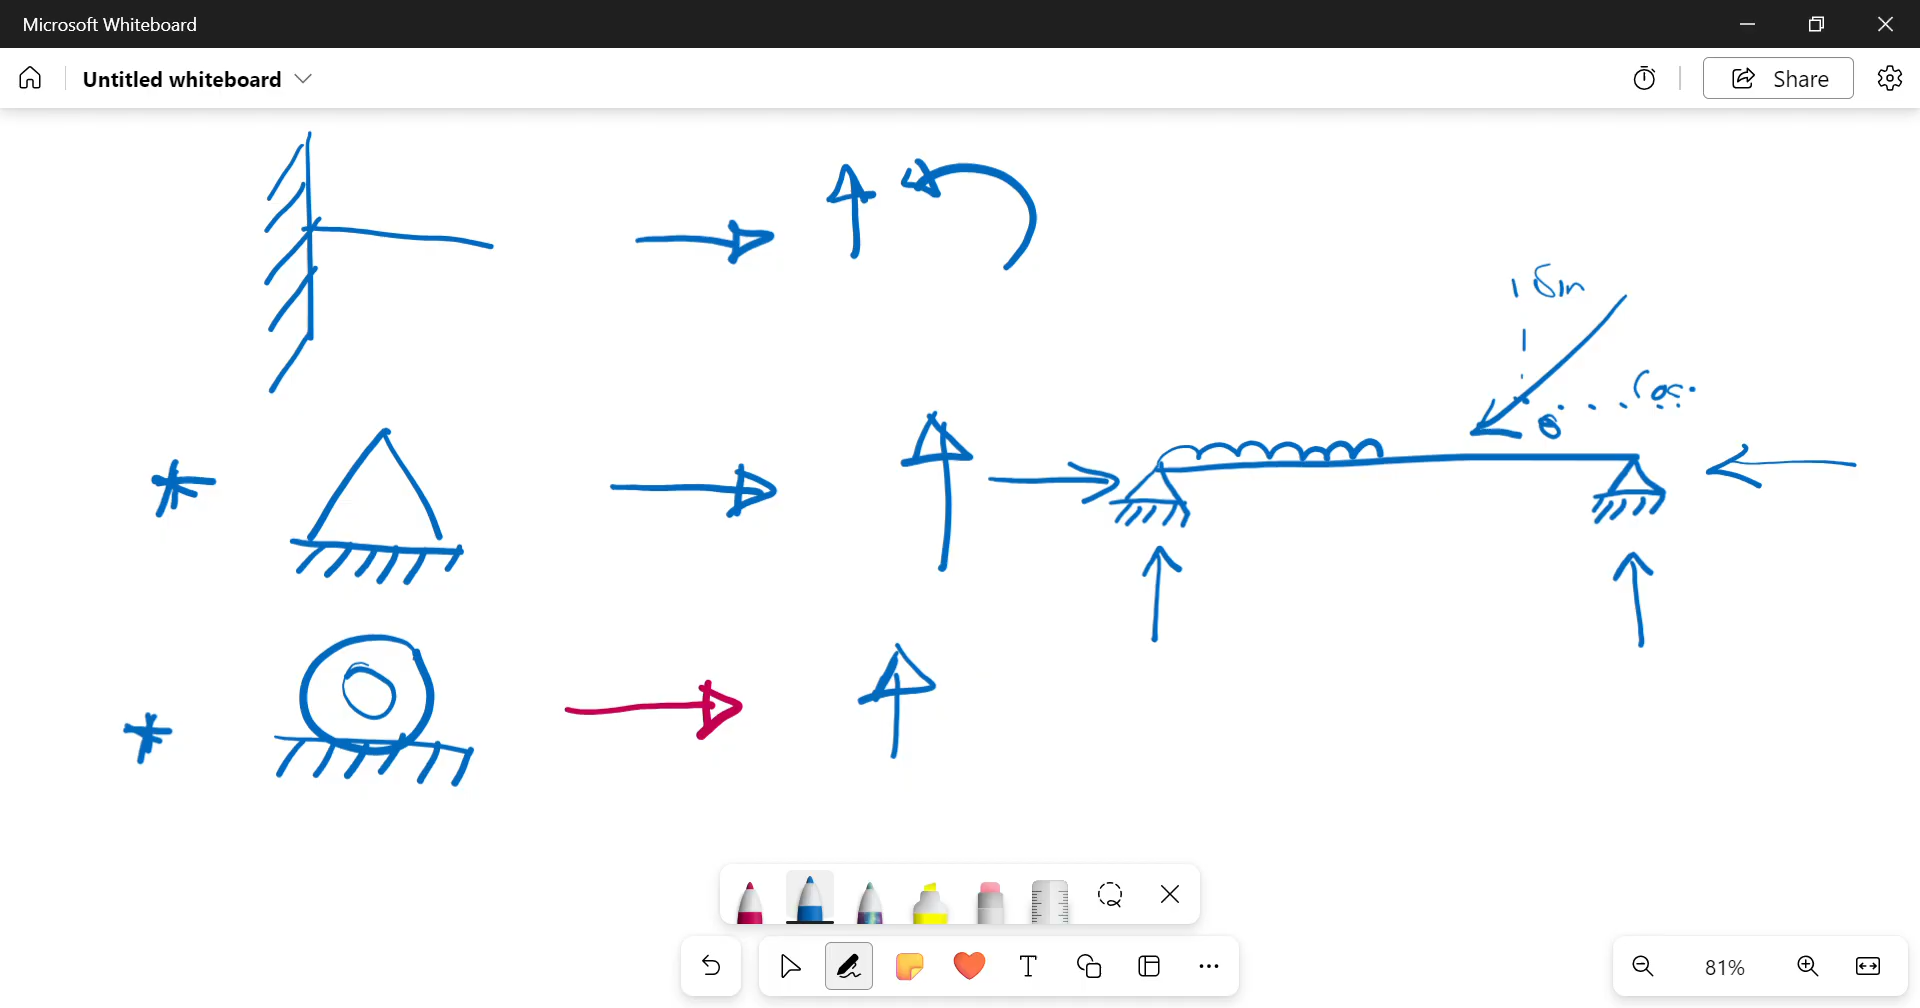 Microsoft Whiteboard
Untitled whiteboard
Share
Sin
θ
Cos
81%